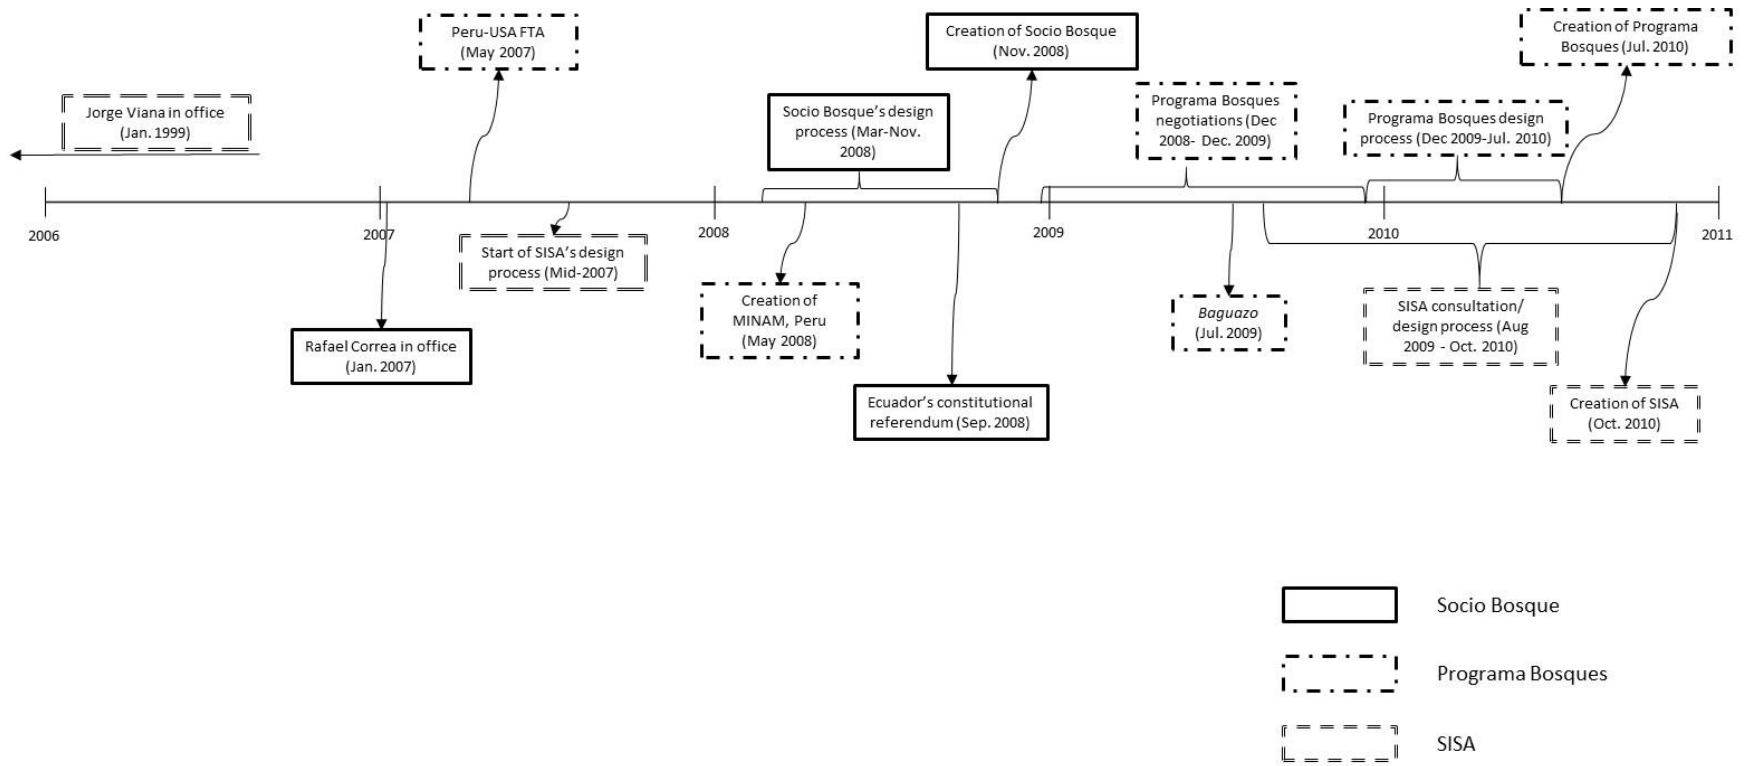 Peru-USA FTA
(May 2007)
Creation of Socio Bosque
(Nov. 2008)
Creation of Programa
Bosques (Jul. 2010)
Jorge Viana in office
(Jan. 1999)
Socio Bosque's design
process (Mar-Nov.
2008)
Programa Bosques
negotiations (Dec
2008- Dec. 2009)
Programa Bosques design
process (Dec 2009-Jul. 2010)
2006
2007
2008
2009
2010
2011
Start of SISA's design
process (Mid-2007)
Creation of
MINAM, Peru
(May 2008)
Baguazo
(Jul. 2009)
SISA consultation/
design process (Aug
2009 - Oct. 2010)
Rafael Correa in office
(Jan. 2007)
Ecuador's constitutional
referendum (Sep. 2008)
Creation of SISA
(Oct. 2010)
Socio Bosque
Programa Bosques
SISA